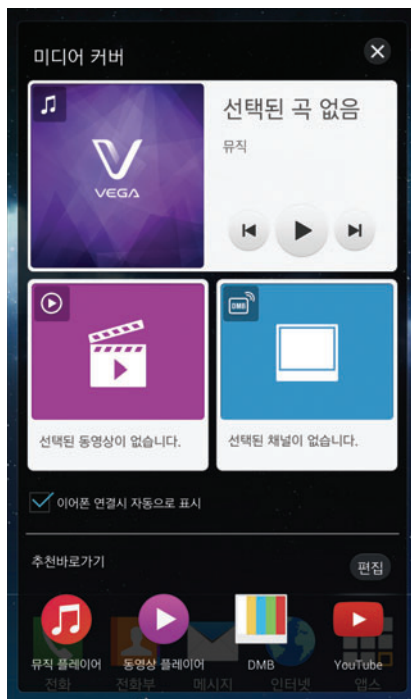 미디어 커버
선택된 곡 없음
뮤직
VEGA
DMB
선택된 동영상이 없습니다.
선택된 채널이 없습니다.
이어폰 연결시 자동으로 표시
추천바로가기
편집
뮤직 플레이어 동영상 플레이어 DMB YouTube
전화 전화부 메시지 인터넷 앱스